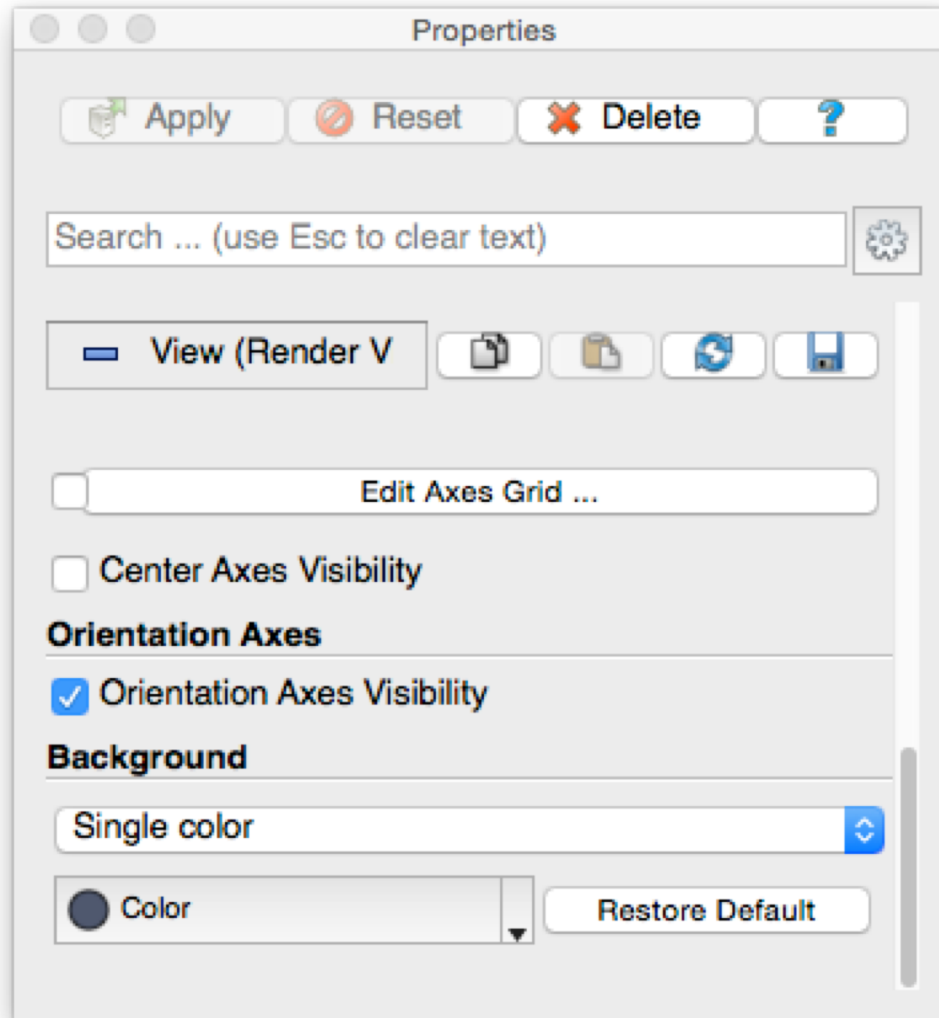 Properties
Apply Reset Delete ?
Search ... (use Esc to clear text)
View (Render V
Edit Axes Grid ...
Center Axes Visibility
Orientation Axes
Orientation Axes Visibility
Background
Single color
Color Restore Default